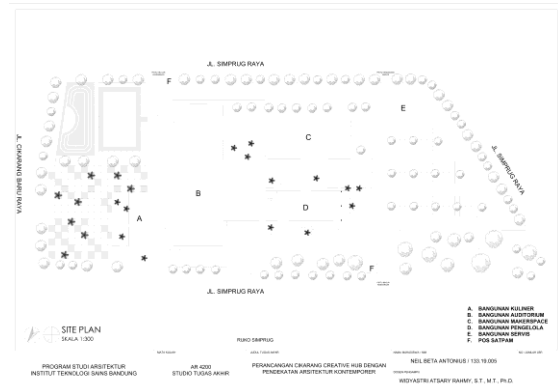 JL. SIMPRUG RAYA
F
E
C
JL. SIMPRUG RAYA
JL. CIKARANG BARU RAYA
B
D
A
F
JL. SIMPRUG RAYA
A. BANGUNAN KULINER
B. BANGUNAN AUDITORIUM
C. BANGUNAN MAKERSPACE
D. BANGUNAN PENGELOLA
E. BANGUNAN SERVIS
F. POS SATPAM
SITE PLAN
SKALA 1:300
RUKO SIMPRUG
PROGRAM STUDI ARSITEKTUR
INSTITUT TEKNOLOGI SAINS BANDUNG
AR 4200
STUDIO TUGAS AKHIR
PERANCANGAN CIKARANG CREATIVE HUB DENGAN
PENDEKATAN ARSITEKTUR KONTEMPORER
NEIL BETA ANTONIUS / 133.19.005
WIDYASTRI ATSARY RAHMY, S.T., M.T., Ph.D.